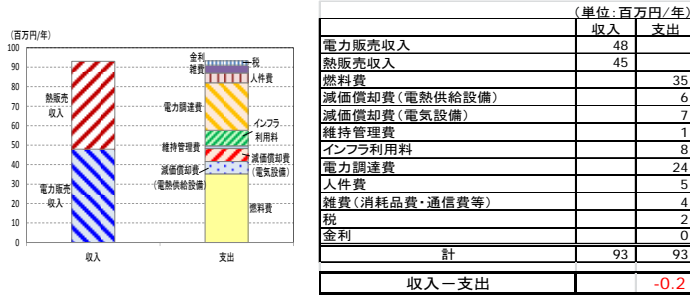 (百万円/年)
100
90
80
70
60
50
40
30
20
10
0
熱販売
収入
電力販売
収入
金利
雑費
税
人件費
電力調達費
インフラ
利用料
維持管理費
減価償却費
(電気設備)
減価償却費
(電熱供給設備)
燃料費
収入
支出
(単位:百万円/年)
収入 支出
電力販売収入 48
熱販売収入 45
燃料費 35
減価償却費(電熱供給設備) 6
減価償却費(電気設備) 7
維持管理費 1
インフラ利用料 8
電力調達費 24
人件費 5
雑費(消耗品費・通信費等) 4
税 2
金利 0
計 93 93
収入-支出 -0.2